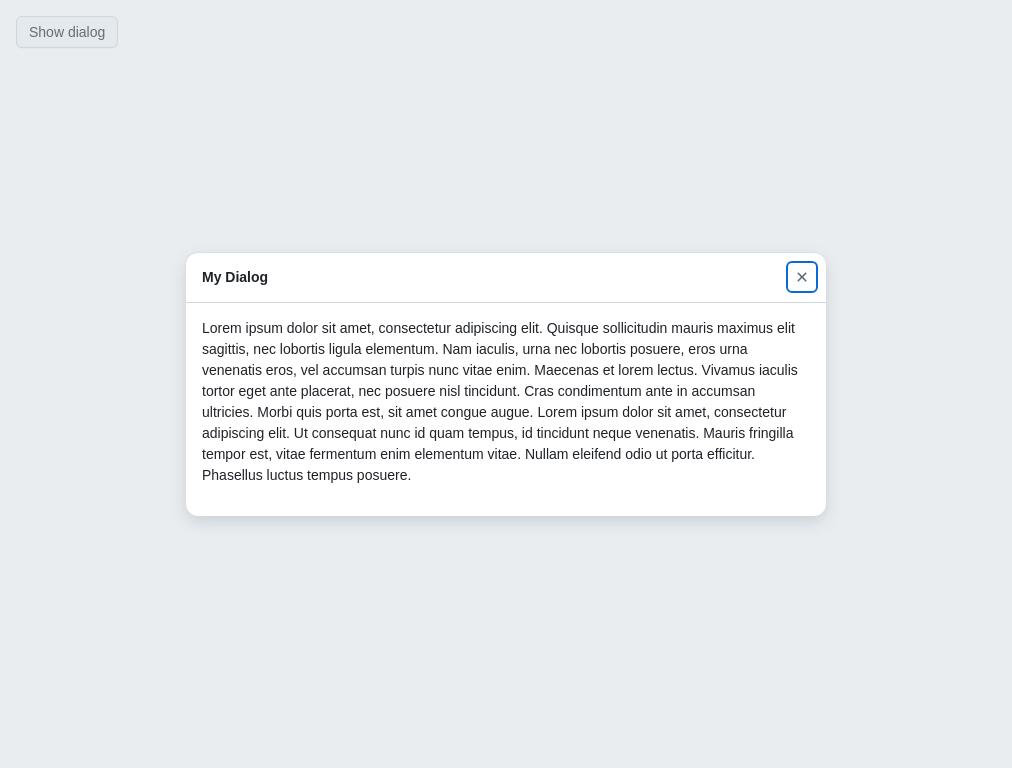 Show dialog
My Dialog
Lorem ipsum dolor sit amet, consectetur adipiscing elit. Quisque sollicitudin mauris maximus elit
sagittis, nec lobortis ligula elementum. Nam iaculis, urna nec lobortis posuere, eros urna
venenatis eros, vel accumsan turpis nunc vitae enim. Maecenas et lorem lectus. Vivamus iaculis
tortor eget ante placerat, nec posuere nisl tincidunt. Cras condimentum ante in accumsan
ultricies. Morbi quis porta est, sit amet congue augue. Lorem ipsum dolor sit amet, consectetur
adipiscing elit. Ut consequat nunc id quam tempus, id tincidunt neque venenatis. Mauris fringilla
tempor est, vitae fermentum enim elementum vitae. Nullam eleifend odio ut porta efficitur.
Phasellus luctus tempus posuere.